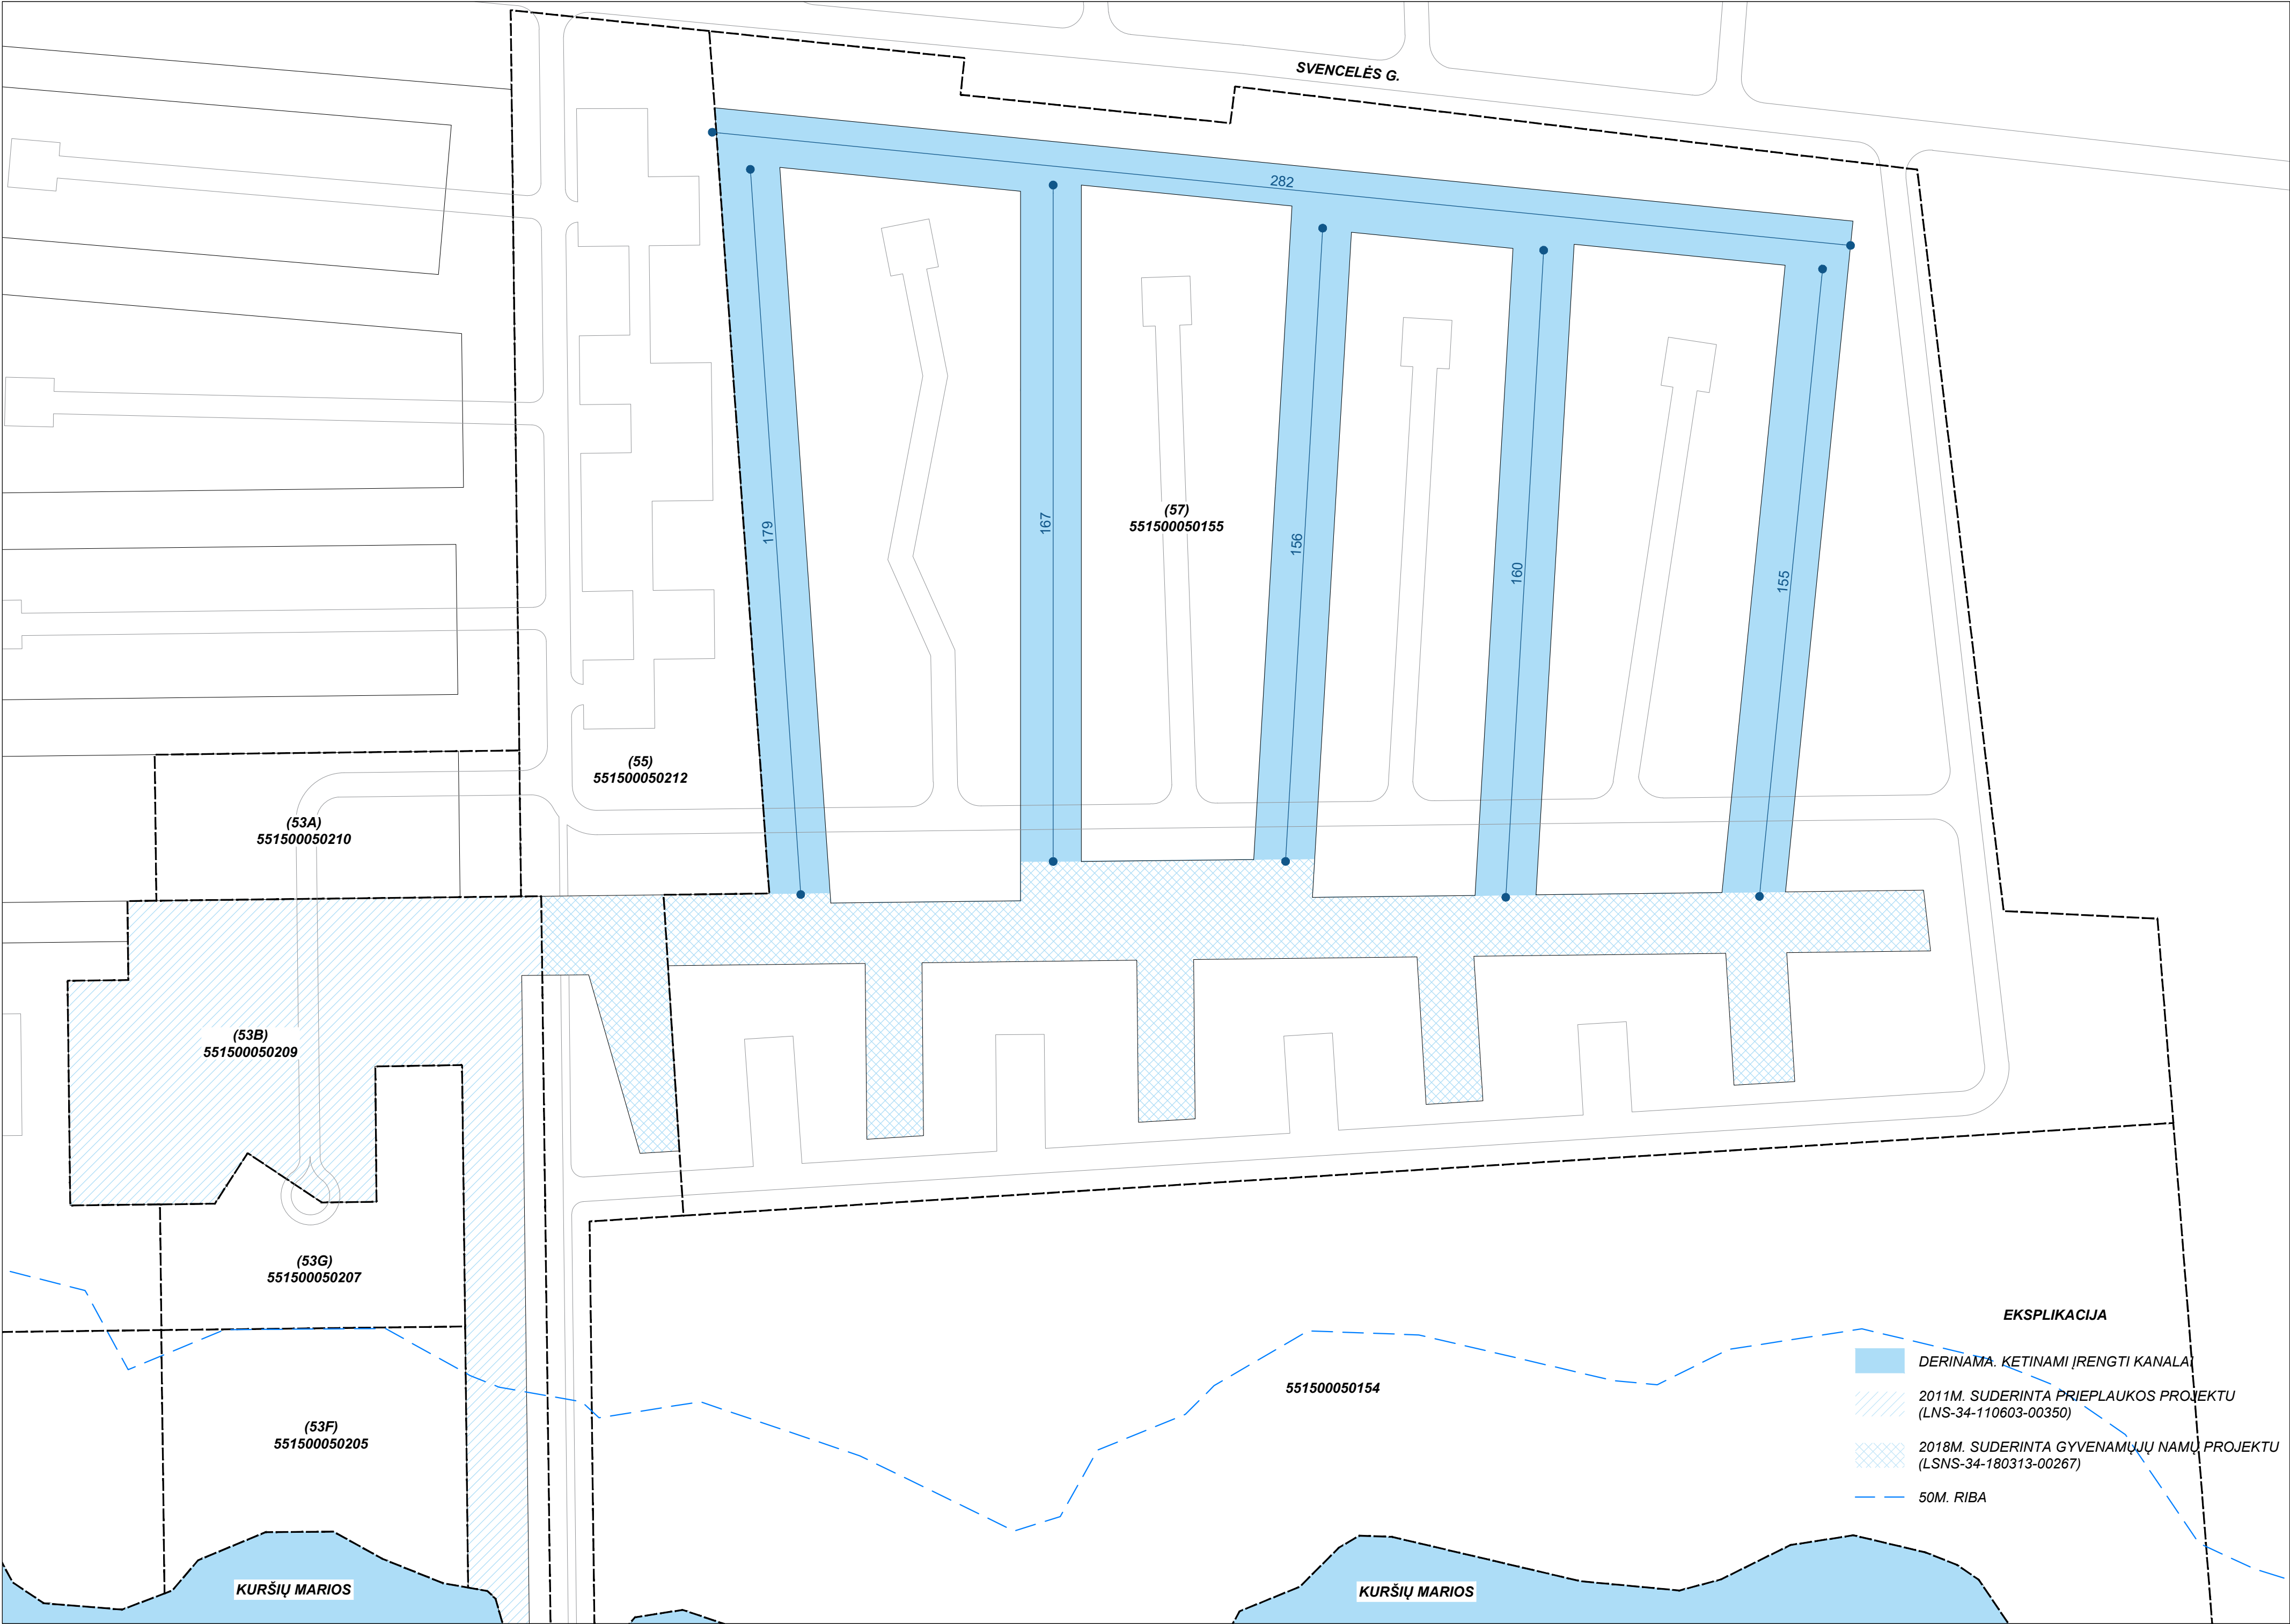 SVENCELĖS G.
282
179
167
(57)
551500050155
156
160
155
(55)
551500050212
(53A)
551500050210
(53B)
551500050209
(53G)
551500050207
EKSPLIKACIJA
DERINAMA. KETINAMI ĮRENGTI KANALAI
551500050154
2011M. SUDERINTA PRIEPLAUKOS PROJEKTU
(LNS-34-110603-00350)
(53F)
551500050205
2018M. SUDERINTA GYVENAMŲJŲ NAMŲ PROJEKTU
(LSNS-34-180313-00267)
50M. RIBA
KURŠIŲ MARIOS
KURŠIŲ MARIOS